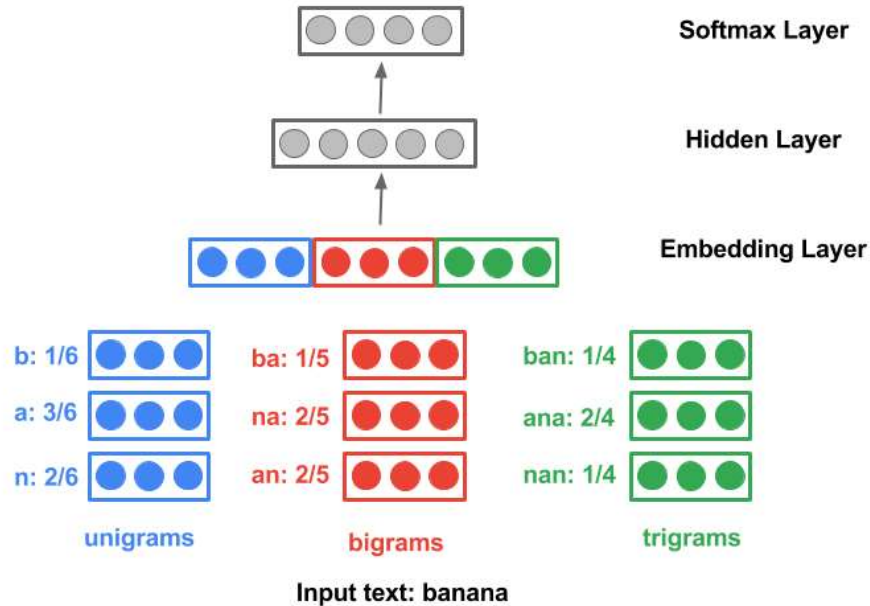 Softmax Layer
Hidden Layer
Embedding Layer
b: 1/6
ba: 1/5
ban: 1/4
a: 3/6
na: 2/5
ana: 2/4
n: 2/6
an: 2/5
nan: 1/4
unigrams
bigrams
trigrams
Input text: banana